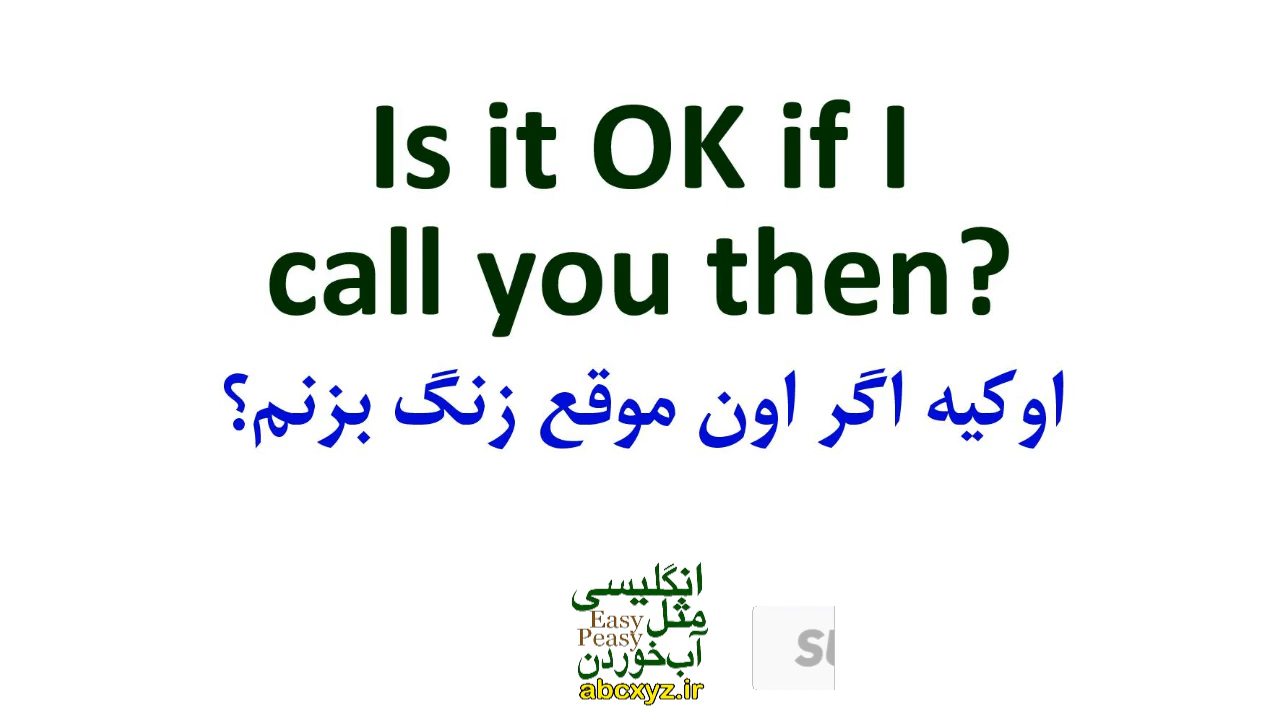 Is it OK if I
call you then?
اوکیه اگر اون موقع زنگ بزنم؟
انگلیسی
مثل
Easy
Peasy
آب‌خوردن
abcxyz.ir